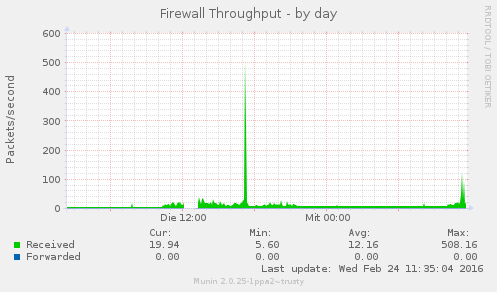 Firewall Throughput - by day
RRDTOOL / TOBI OETIKER
Packets/second
600
500
400
300
200
100
0
Die 12:00 Mit 00:00
Cur: Min: Avg: Max:
Received 19.94 5.60 12.16 508.16
Forwarded 0.00 0.00 0.00 0.00
Last update: Wed Feb 24 11:35:04 2016
Munin 2.0.25-1ppa2~trusty